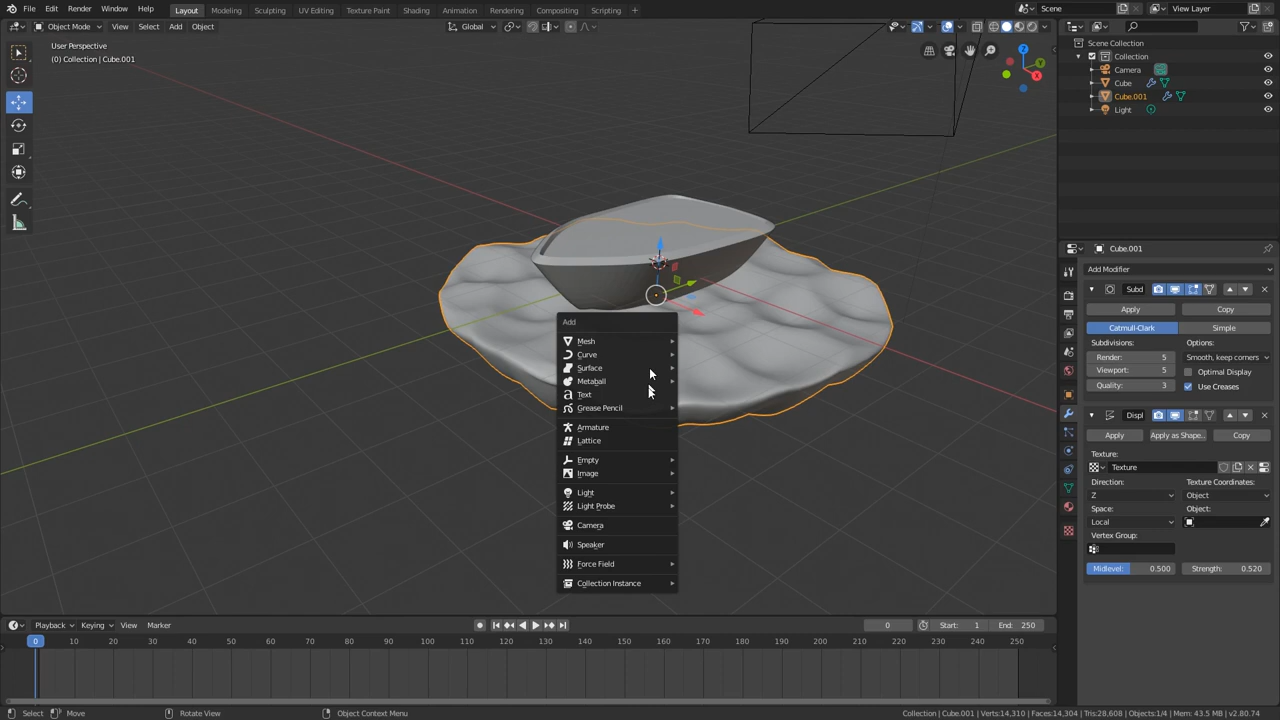 File Edit Render Window Help Layout Modeling Sculpting UV Editing Texture Paint Shading Animation Rendering Compositing Scripting + Scene View Layer
Object Mode View Select Add Object Global
User Perspective
(0) Collection | Cube.001
Scene Collection
Collection
Camera
Cube
Cube.001
Light
Cube.001
Add Modifier
Subd
Apply Copy
Catmull-Clark Simple
Subdivisions: Options:
Render: 5 Smooth, keep corners
Viewport: 5 Optimal Display
Quality: 3 Use Creases
Displ
Apply Apply as Shape.. Copy
Texture:
Texture
Direction: Texture Coordinates:
Z Object
Space: Object:
Local
Vertex Group:
Midlevel: 0.500 Strength: 0.520
Z
Y
X
Add
Mesh
Curve
Surface
Metaball
Text
Grease Pencil
Armature
Lattice
Empty
Image
Light
Light Probe
Camera
Speaker
Force Field
Collection Instance
Playback Keying View Marker 0 Start: 1 End: 250
0 10 20 30 40 50 60 70 80 90 100 110 120 130 140 150 160 170 180 190 200 210 220 230 240 250
Select Move Rotate View Object Context Menu Collection | Cube.001 | Verts:14,310 | Faces:14,304 | Tris:28,608 | Objects:1/4 | Mem: 43.5 MB | v2.80.74